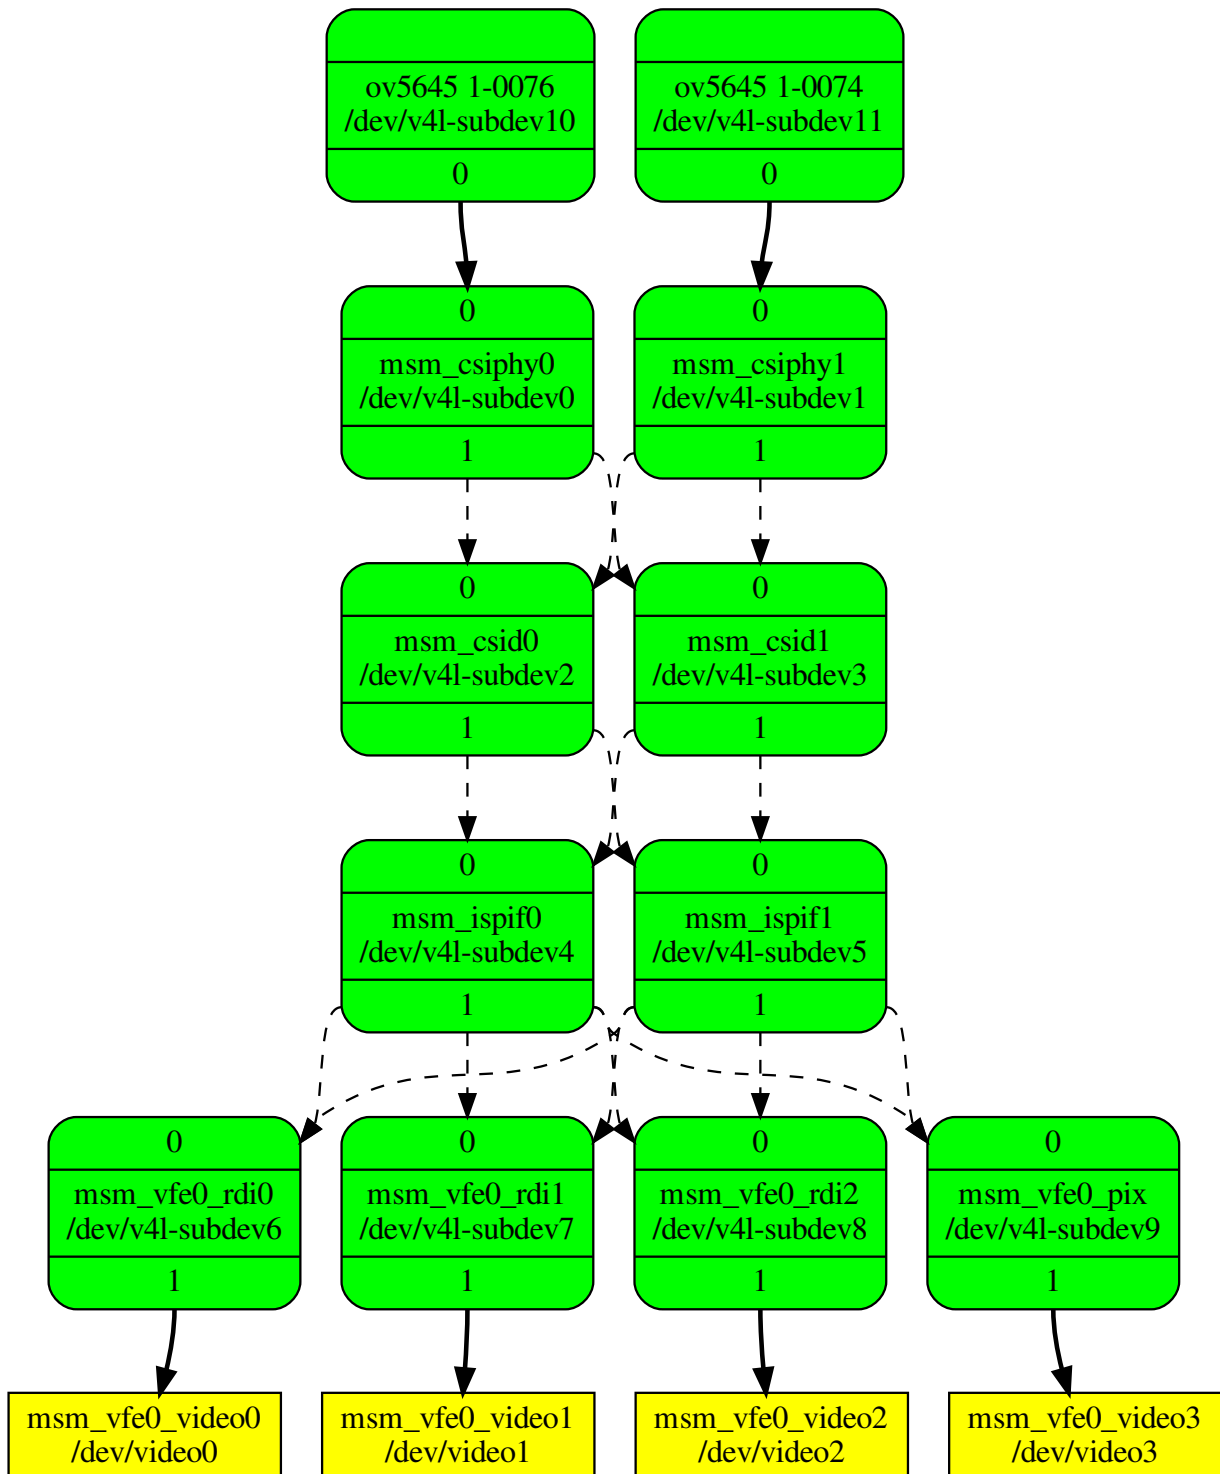 ov5645 1-0076
/dev/v4l-subdev10
0
ov5645 1-0074
/dev/v4l-subdev11
0
0
msm_csiphy0
/dev/v4l-subdev0
1
0
msm_csiphy1
/dev/v4l-subdev1
1
0
msm_csid0
/dev/v4l-subdev2
1
0
msm_csid1
/dev/v4l-subdev3
1
0
msm_ispif0
/dev/v4l-subdev4
1
0
msm_ispif1
/dev/v4l-subdev5
1
0
msm_vfe0_rdi0
/dev/v4l-subdev6
1
0
msm_vfe0_rdi1
/dev/v4l-subdev7
1
0
msm_vfe0_rdi2
/dev/v4l-subdev8
1
0
msm_vfe0_pix
/dev/v4l-subdev9
1
msm_vfe0_video0
/dev/video0
msm_vfe0_video1
/dev/video1
msm_vfe0_video2
/dev/video2
msm_vfe0_video3
/dev/video3